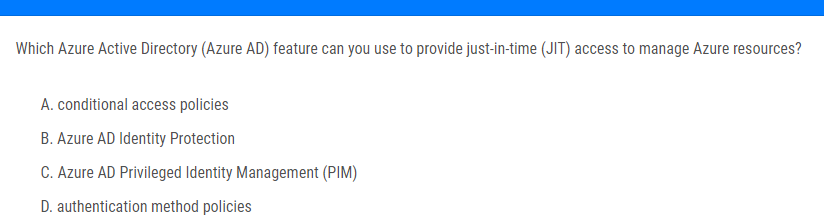 Which Azure Active Directory (Azure AD) feature can you use to provide just-in-time (JIT) access to manage Azure resources?
A. conditional access policies
B. Azure AD Identity Protection
C. Azure AD Privileged Identity Management (PIM)
D. authentication method policies